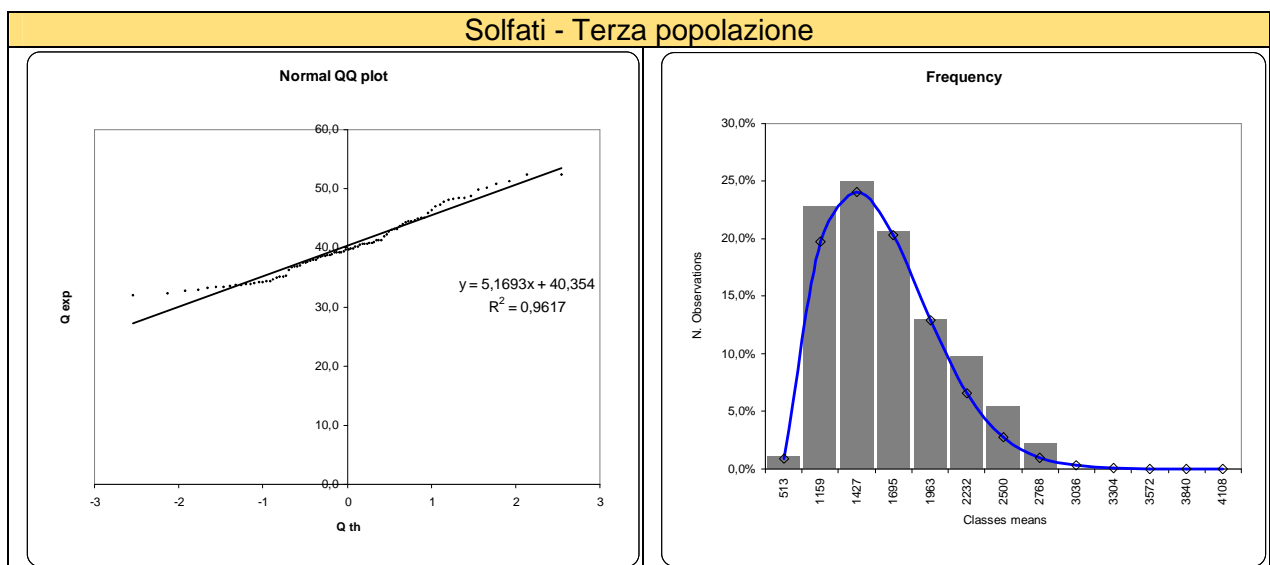 Solfati - Terza popolazione
Normal QQ plot
60,0
50,0
40,0
30,0
20,0
10,0
0,0
-3 -2 -1 0 1 2 3
Q exp
Q th
y = 5,1693x + 40,354
R² = 0,9617
Frequency
30,0%
25,0%
20,0%
15,0%
10,0%
5,0%
0,0%
N. Observations
513 1159 1427 1695 1963 2232 2500 2768 3036 3304 3572 3840 4108
Classes means